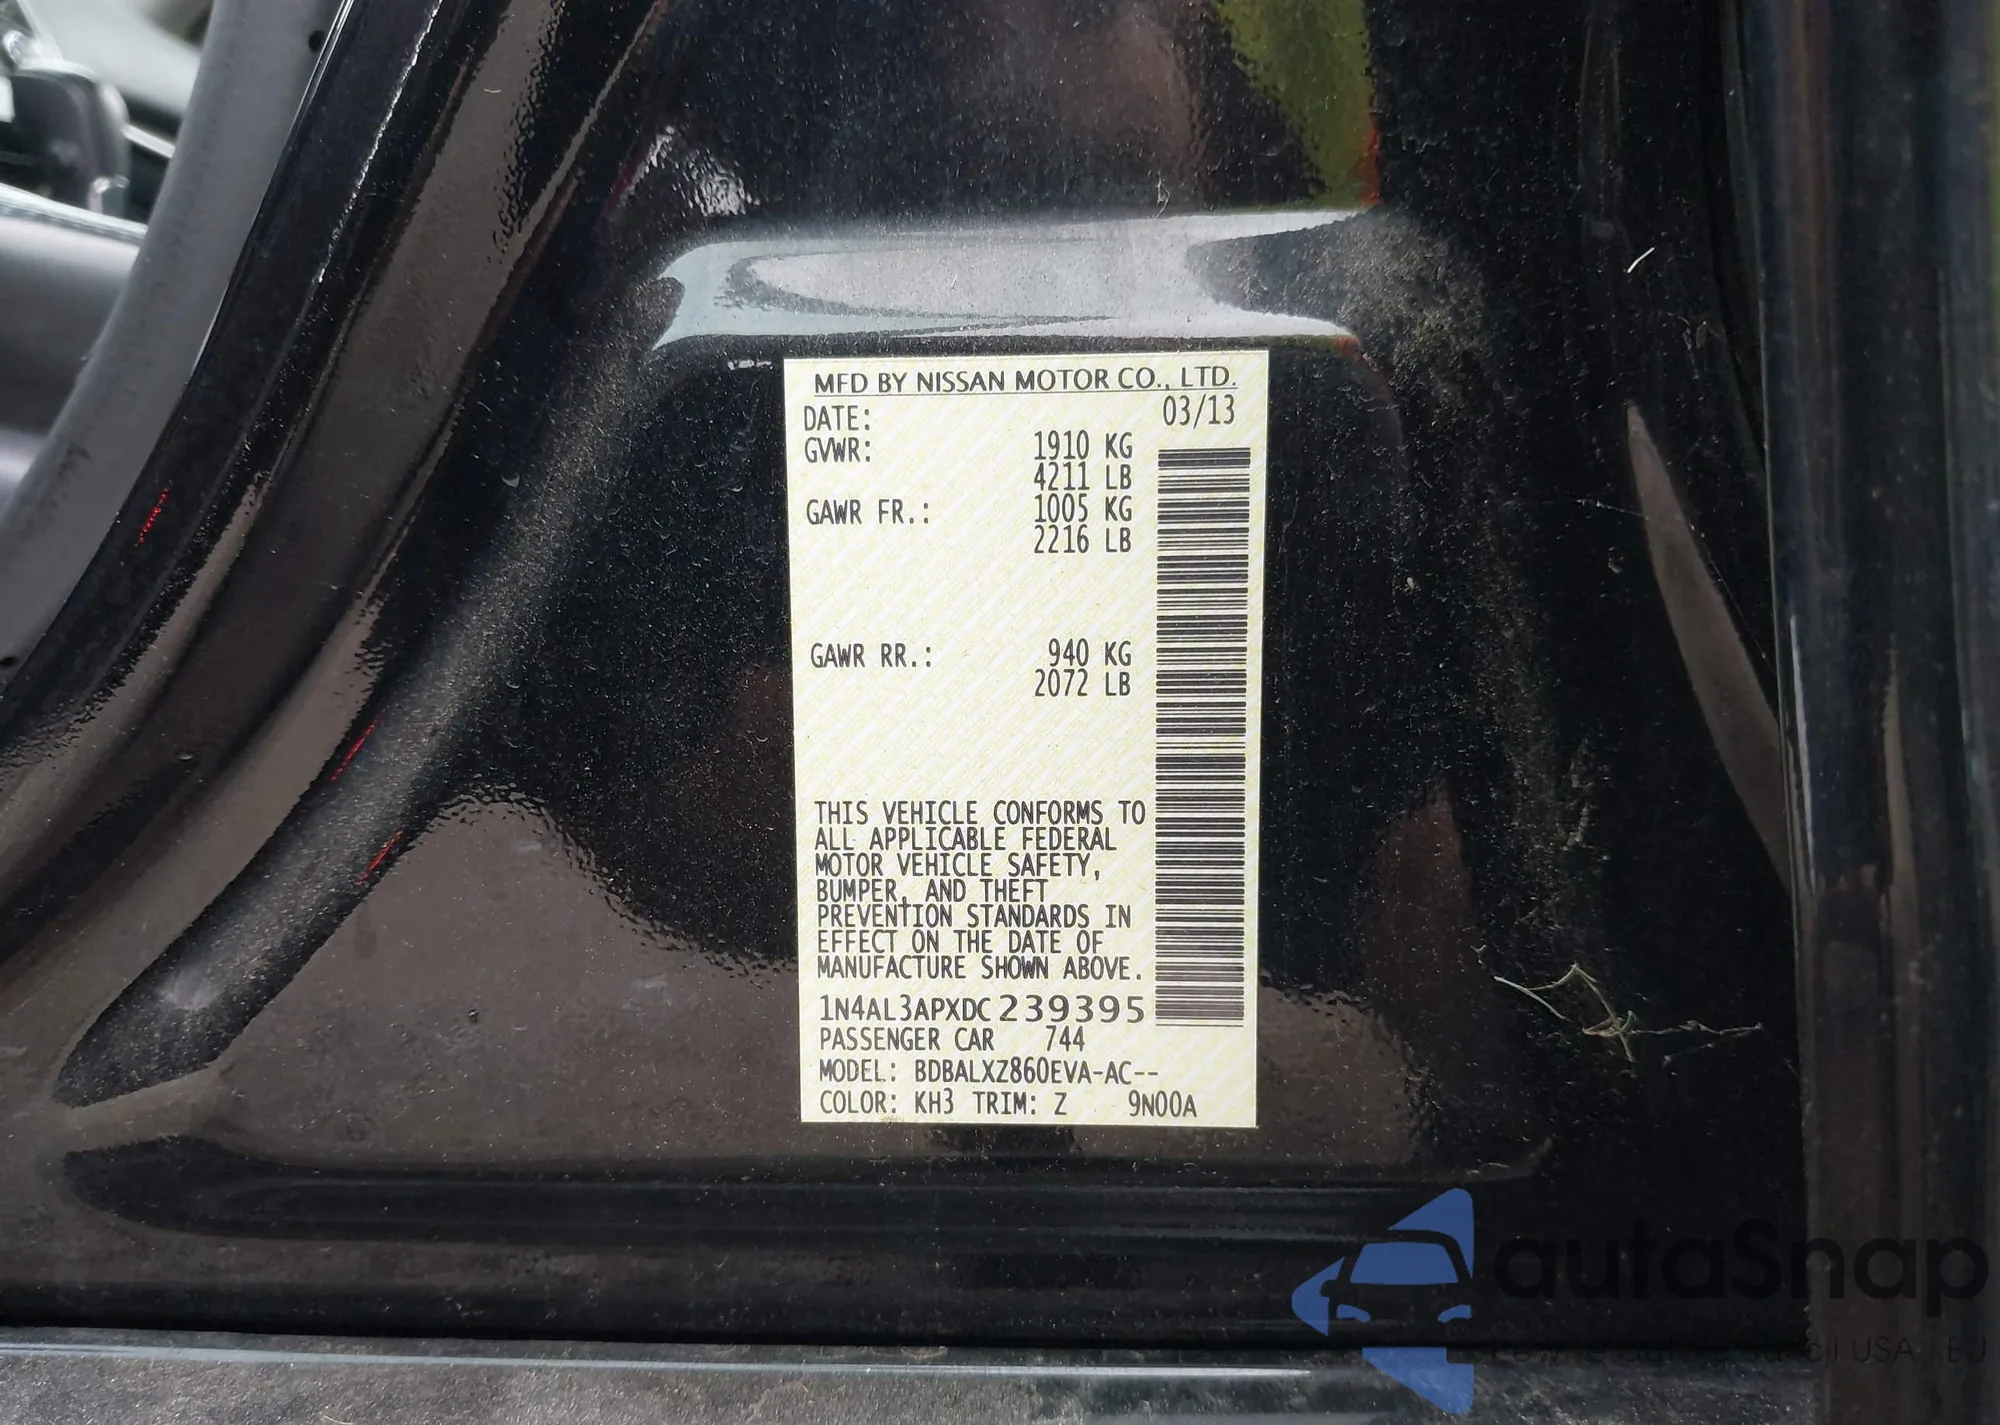 MFD BY NISSAN MOTOR CO., LTD.
DATE: 03/13
GVWR: 1910 KG
4211 LB
GAWR FR.: 1005 KG
2216 LB
GAWR RR.: 940 KG
2072 LB
THIS VEHICLE CONFORMS TO
ALL APPLICABLE FEDERAL
MOTOR VEHICLE SAFETY,
BUMPER, AND THEFT
PREVENTION STANDARDS IN
EFFECT ON THE DATE OF
MANUFACTURE SHOWN ABOVE.
1N4AL3APXDC239395
PASSENGER CAR 744
MODEL: BDBALXZ860EVA-AC--
COLOR: KH3 TRIM: Z 9N00A
autaSnap
USA i EU